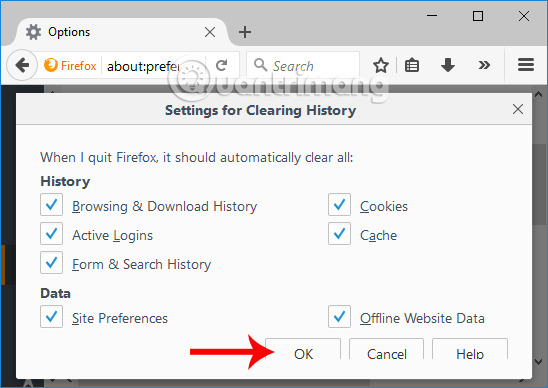 Options
Firefox
about:prefer
Search
Quantrimang
Settings for Clearing History
When I quit Firefox, it should automatically clear all:
History
Browsing & Download History
Cookies
Active Logins
Cache
Form & Search History
Data
Site Preferences
Offline Website Data
OK
Cancel
Help